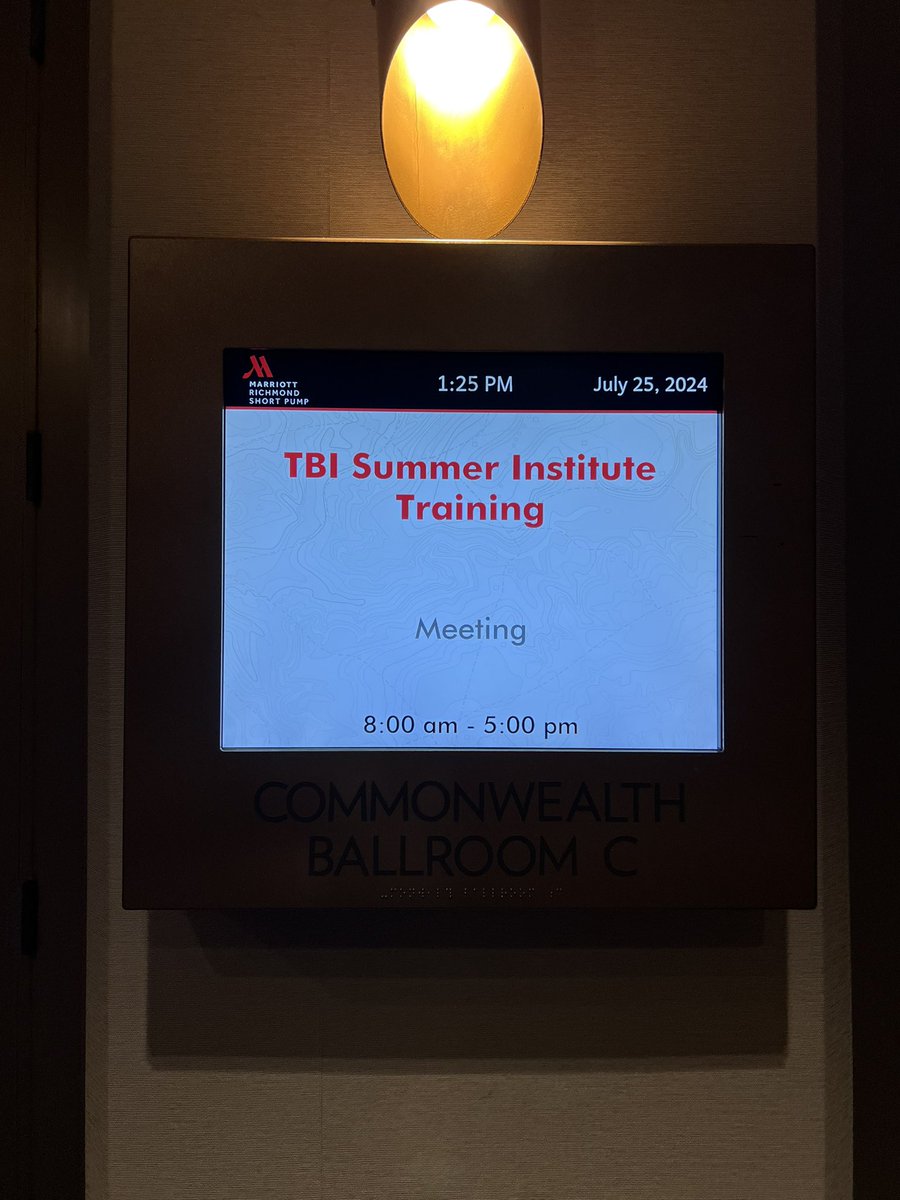 MARRIOTT
RICHMOND
SHORT PUMP
1:25 PM
July 25, 2024
TBI Summer Institute
Training
Meeting
8:00 am - 5:00 pm
COMMONWEALTH
BALLROOM C